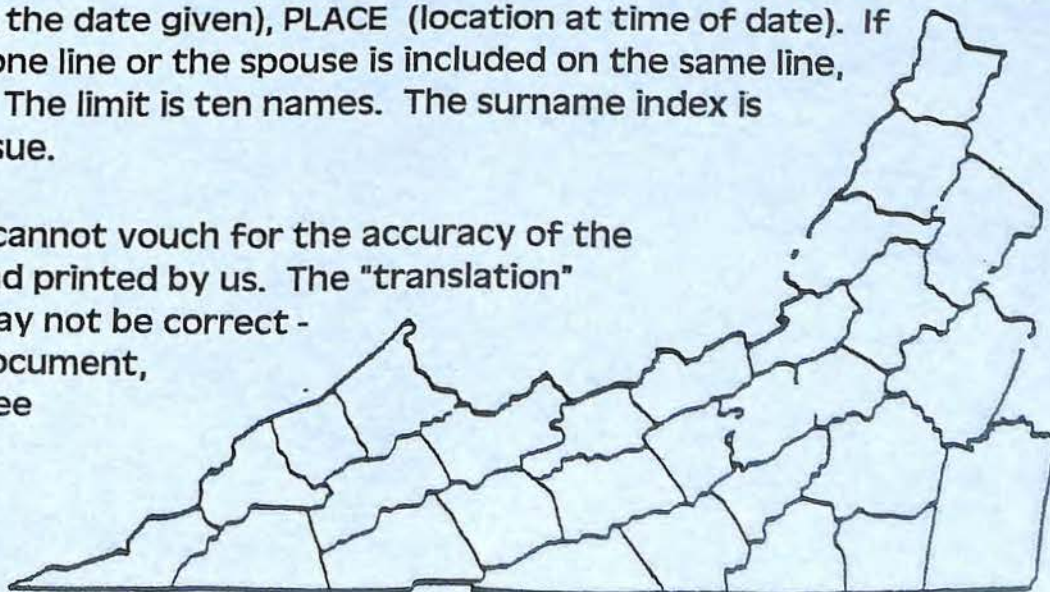 the date given), PLACE (location at time of date). If
one line or the spouse is included on the same line,
The limit is ten names. The surname index is
sue.
cannot vouch for the accuracy of the
d printed by us. The "translation"
ay not be correct -
ocument,
ee